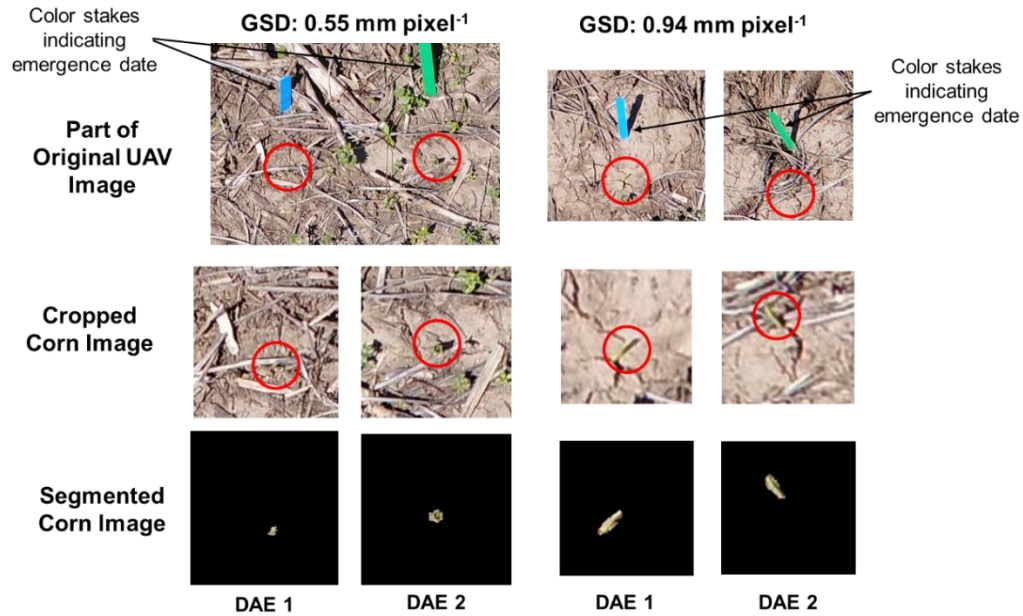 Color stakes
indicating
emergence date
GSD: 0.55 mm pixel⁻¹
GSD: 0.94 mm pixel⁻¹
Color stakes
indicating
emergence date
Part of
Original UAV
Image
Cropped
Corn Image
Segmented
Corn Image
DAE 1
DAE 2
DAE 1
DAE 2